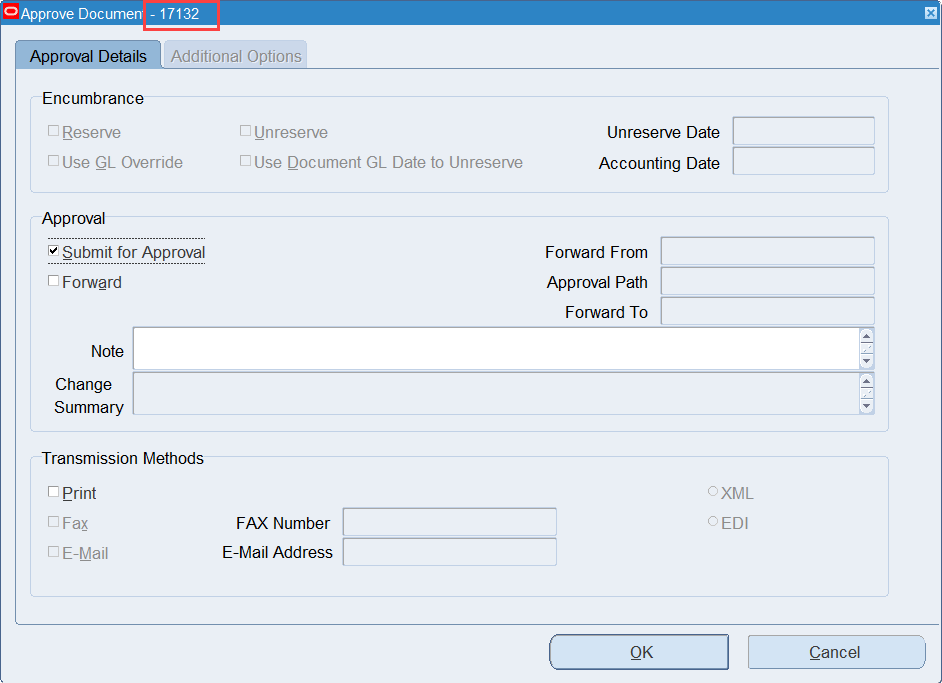 Approve Document - 17132
Approval Details Additional Options
Encumbrance
Reserve Unreserve Unreserve Date
Use GL Override Use Document GL Date to Unreserve Accounting Date
Approval
Submit for Approval Forward From
Forward Approval Path
Forward To
Note
Change
Summary
Transmission Methods
Print XML
Fax FAX Number EDI
E-Mail E-Mail Address
OK Cancel